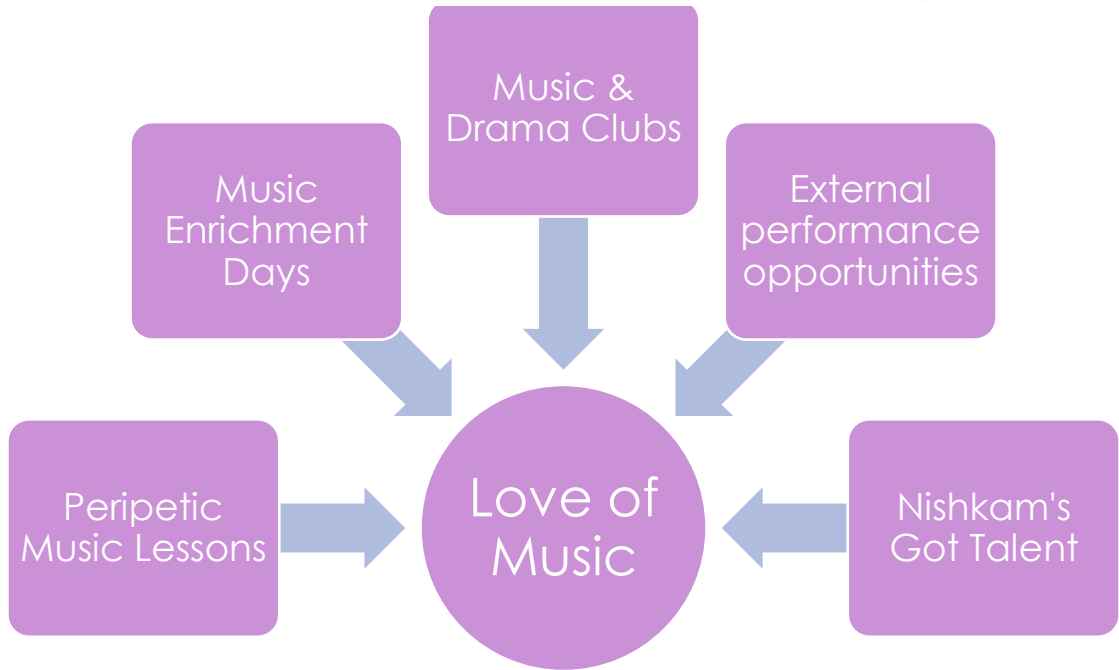 Music &
Drama Clubs
Music
Enrichment
Days
External
performance
opportunities
Peripetic
Music Lessons
Love of
Music
Nishkam's
Got Talent